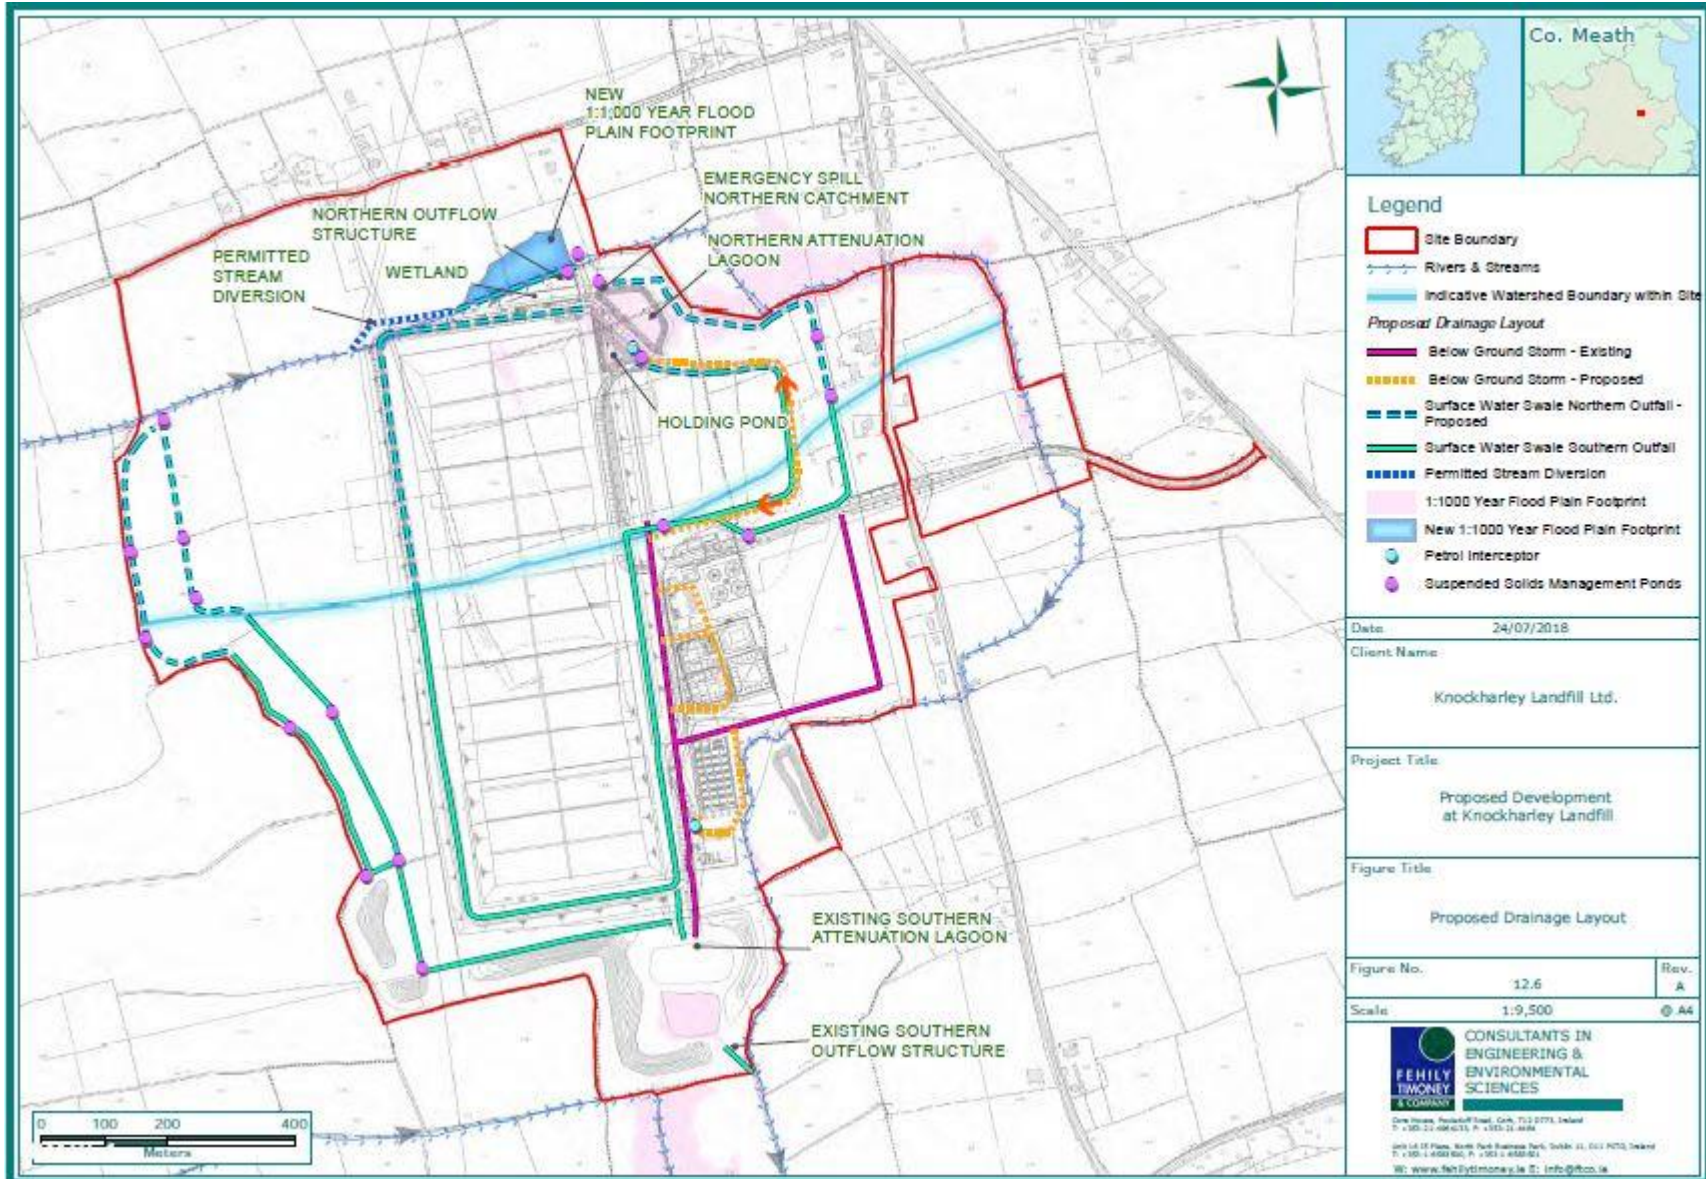 NEW
1:1,000 YEAR FLOOD
PLAIN FOOTPRINT
EMERGENCY SPILL
NORTHERN CATCHMENT
NORTHERN OUTFLOW
STRUCTURE
NORTHERN ATTENUATION
LAGOON
PERMITTED
STREAM
DIVERSION
WETLAND
HOLDING POND
EXISTING SOUTHERN
ATTENUATION LAGOON
EXISTING SOUTHERN
OUTFLOW STRUCTURE
0 100 200 400
Meters
Co. Meath
Legend
Site Boundary
Rivers & Streams
Indicative Watershed Boundary within Site
Proposed Drainage Layout
Below Ground Storm - Existing
Below Ground Storm - Proposed
Surface Water Swale Northern Outfall -
Proposed
Surface Water Swale Southern Outfall
Permitted Stream Diversion
1:1000 Year Flood Plain Footprint
New 1:1000 Year Flood Plain Footprint
Petrol Interceptor
Suspended Solids Management Ponds
Date 24/07/2018
Client Name
Knockharley Landfill Ltd.
Project Title
Proposed Development
at Knockharley Landfill
Figure Title
Proposed Drainage Layout
Figure No.
12.6
Rev.
A
Scale 1:9,500 @ A4
FEHILY
TIMONEY
& COMPANY
CONSULTANTS IN
ENGINEERING &
ENVIRONMENTAL
SCIENCES
W: www.fehilytimoney.ie E: info@ftco.ie